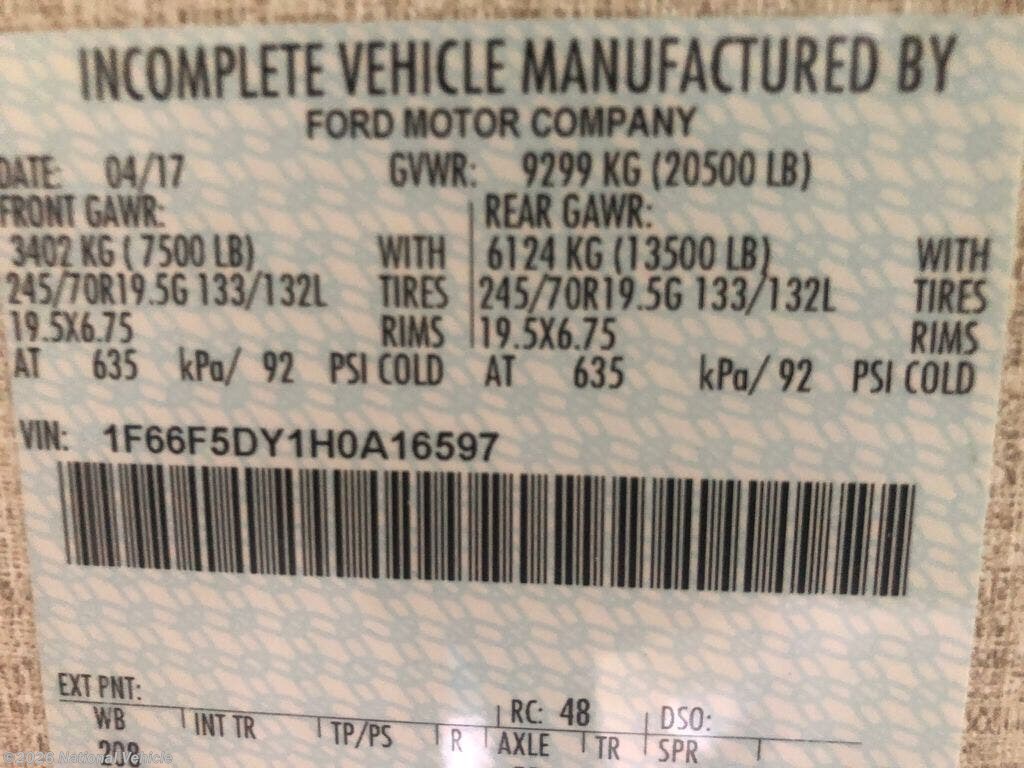 INCOMPLETE VEHICLE MANUFACTURED BY
FORD MOTOR COMPANY
DATE: 04/17 GVWR: 9299 KG (20500 LB)
FRONT GAWR: REAR GAWR:
3402 KG ( 7500 LB) WITH 6124 KG (13500 LB) WITH
245/70R19.5G 133/132L TIRES 245/70R19.5G 133/132L TIRES
19.5X6.75 RIMS 19.5X6.75 RIMS
AT 635 kPa/ 92 PSI COLD AT 635 kPa/ 92 PSI COLD
VIN: 1F66F5DY1H0A16597
EXT PNT: RC: 48 DSO:
WB INT TR TP/PS R AXLE TR SPR
208
©2026 National Vehicle